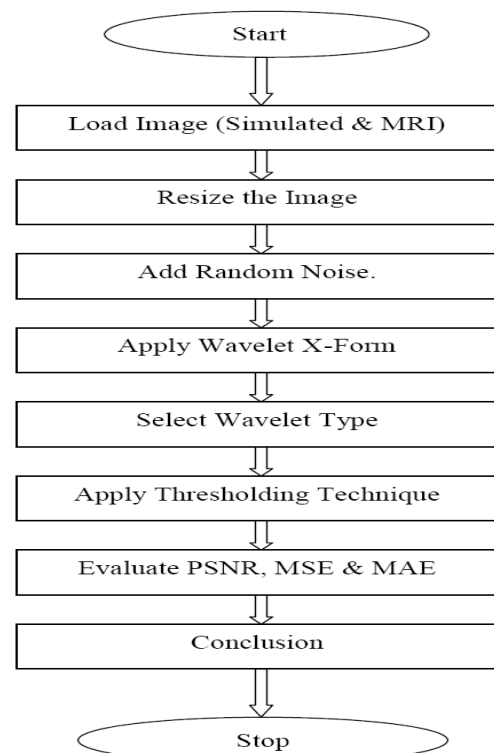 Start
Load Image (Simulated & MRI)
Resize the Image
Add Random Noise.
Apply Wavelet X-Form
Select Wavelet Type
Apply Thresholding Technique
Evaluate PSNR, MSE & MAE
Conclusion
Stop